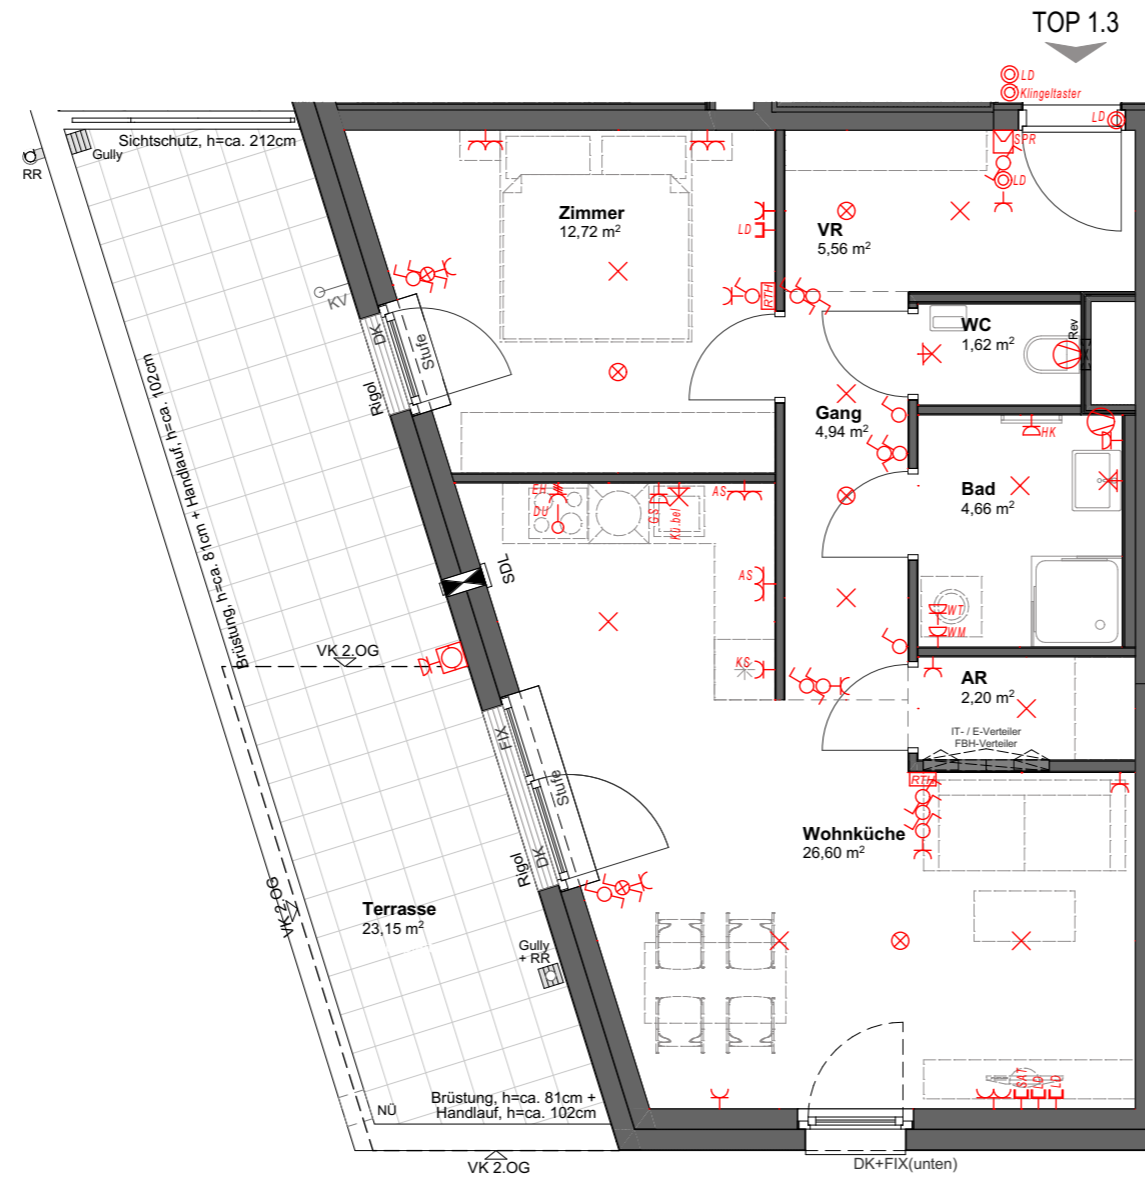 TOP 1.3
LD
Klingeltaster
LD
SPR
LD
Sichtschutz, h=ca. 212cm
Gully
RR
Zimmer
12,72 m²
LD
RTH
VR
5,56 m²
KV
DK
Stufe
Rigol
WC
1,62 m²
Rev
Gang
4,94 m²
HK
Bad
4,66 m²
WT
WM
Brüstung, h=ca. 81cm + Handlauf, h=ca. 102cm
EH
DU
GS
Kü.bel
AS
AS
KS
SDL
VK 2.OG
AR
2,20 m²
IT- / E-Verteiler
FBH-Verteiler
RTH
FIX
Stufe
DK
Rigol
Wohnküche
26,60 m²
VK 2.OG
Terrasse
23,15 m²
Gully
+ RR
SAT
LD
LD
Brüstung, h=ca. 81cm +
Handlauf, h=ca. 102cm
NÜ
VK 2.OG
DK+FIX(unten)